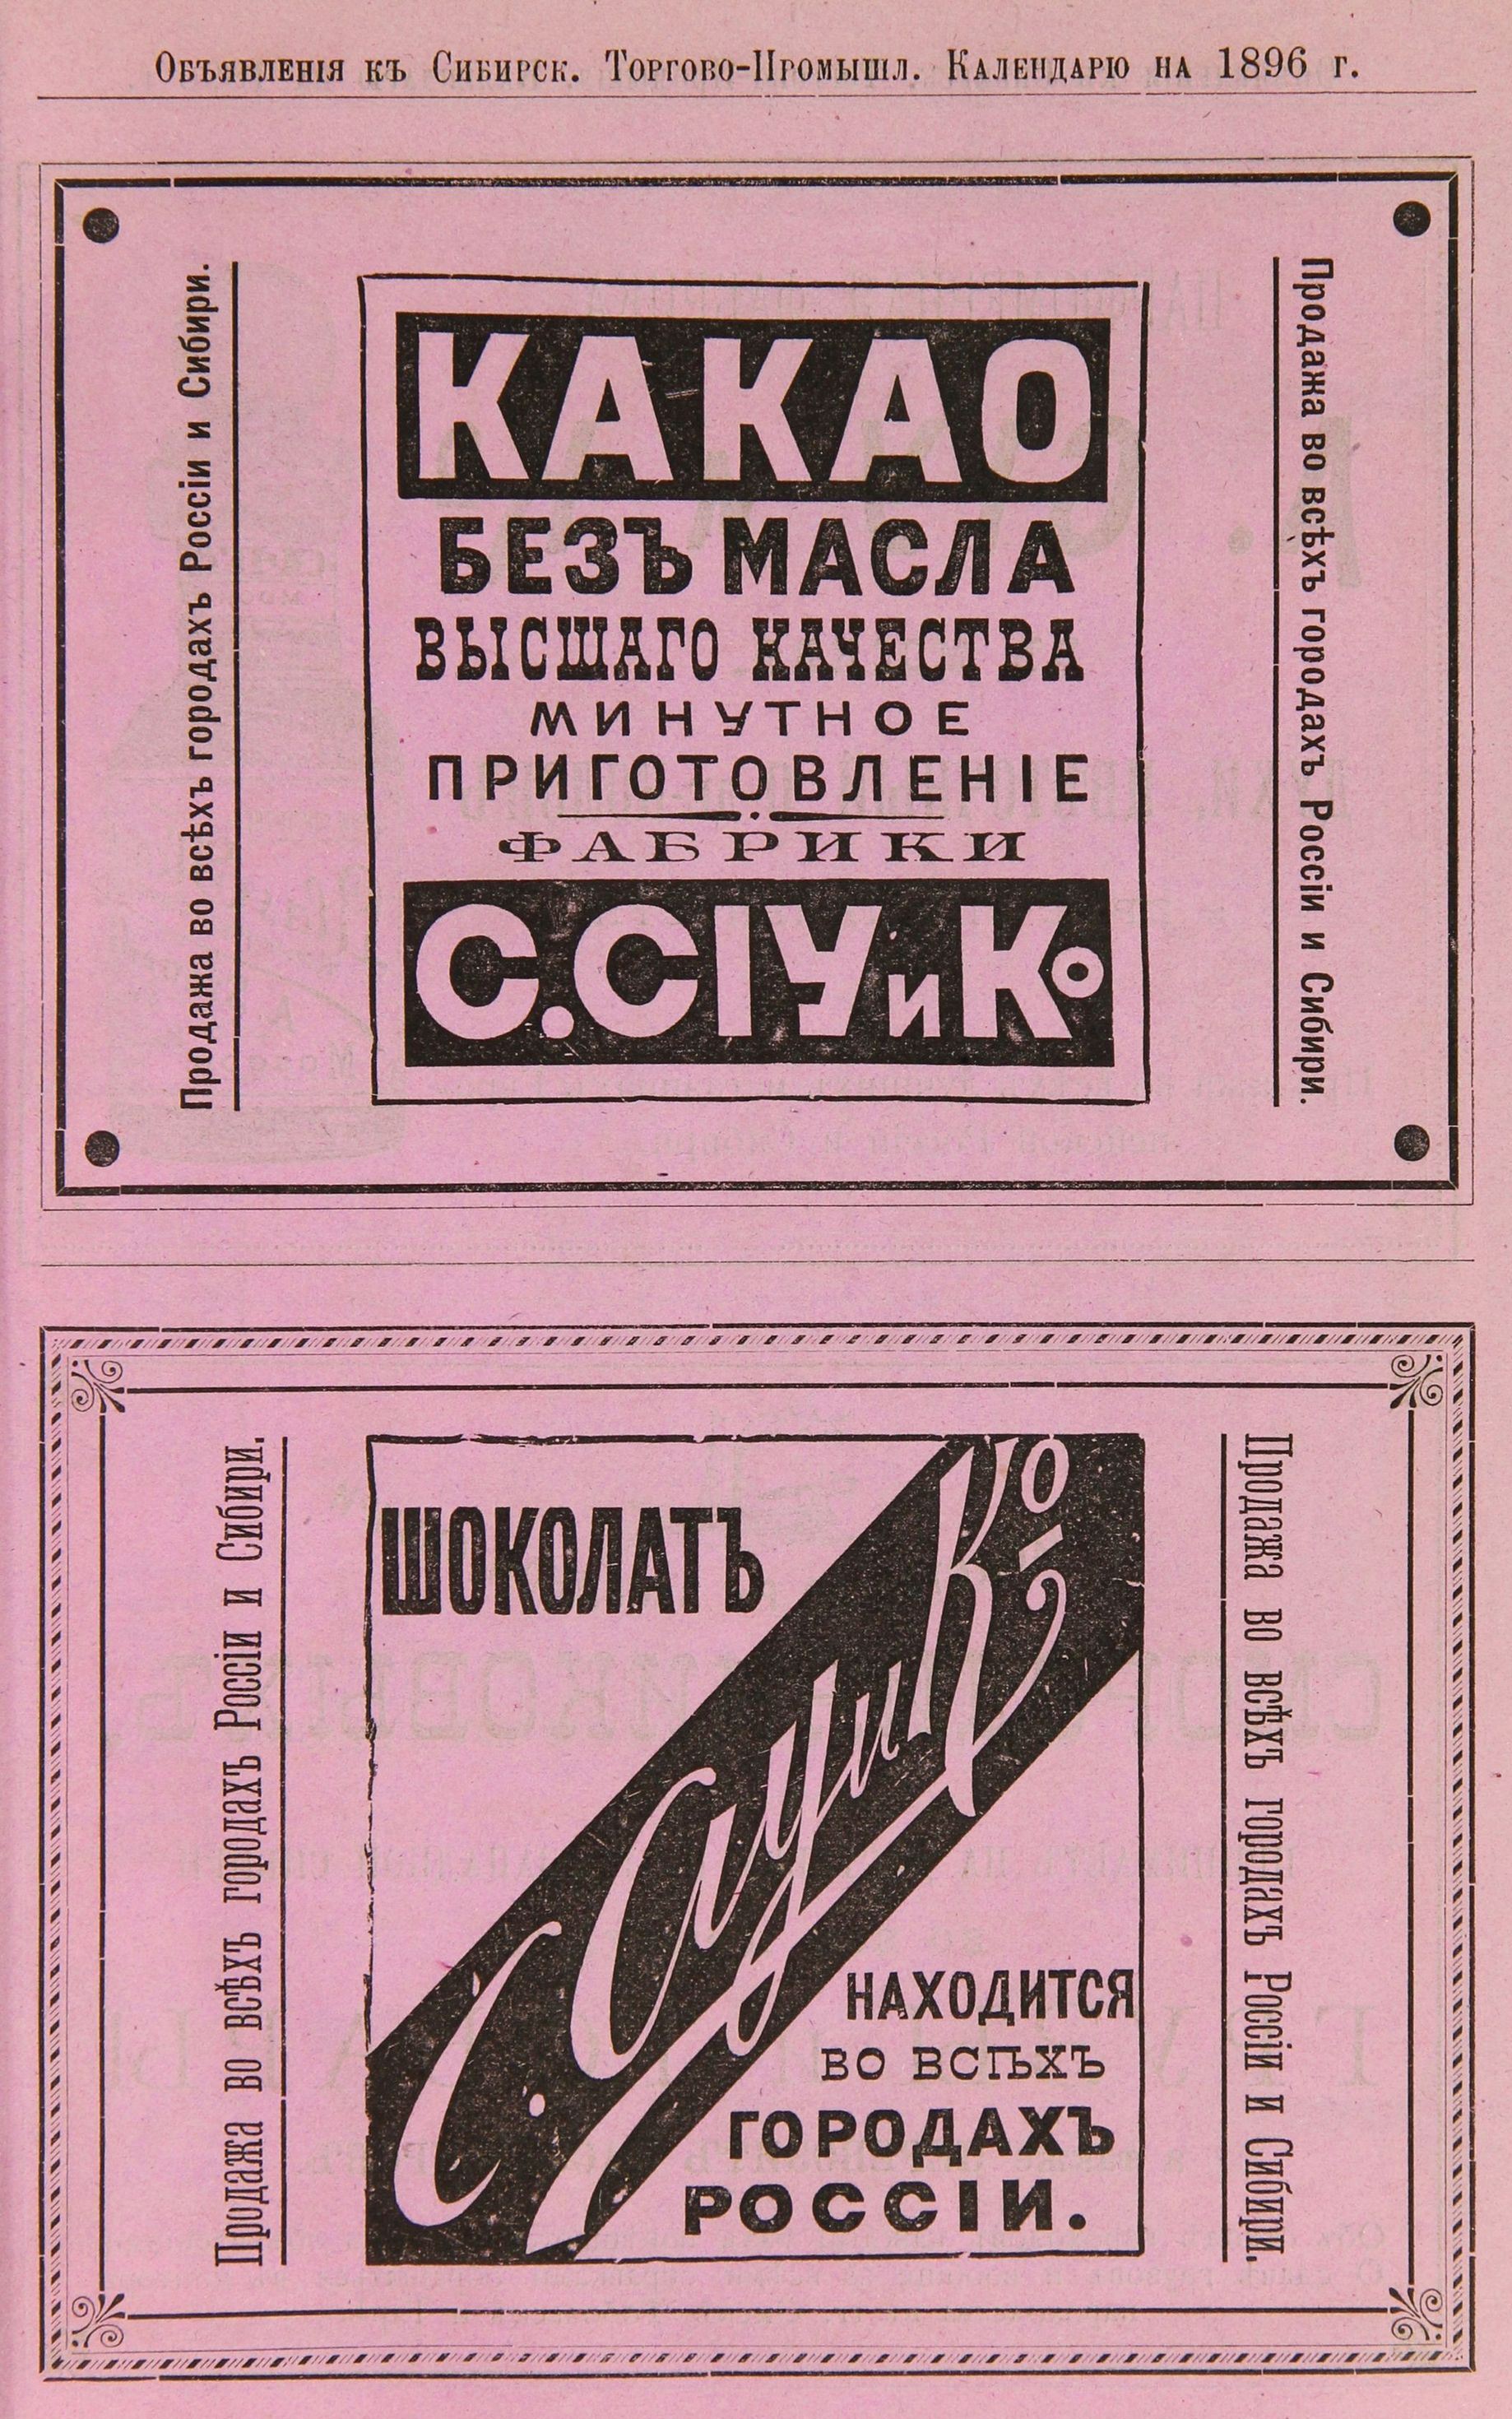 Объявленія къ Сибирск. Торгово-Промышл. Календарю на 1896 г.
Продажа во всѣхъ городахъ Россіи и Сибири.
КАКАО
БЕЗЪ МАСЛА
ВЫСШАГО КАЧЕСТВА
МИНУТНОЕ
ПРИГОТОВЛЕНІЕ
ФАБРИКИ
С. СІУ и Ко
Продажа во всѣхъ городахъ Россіи и Сибири.
Продажа во всѣхъ городахъ Россіи и Сибири.
ШОКОЛАТЪ
С. Сіу и Ко
НАХОДИТСЯ
ВО ВСѢХЪ
ГОРОДАХЪ
РОССІИ.
Продажа во всѣхъ городахъ Россіи и Сибири.